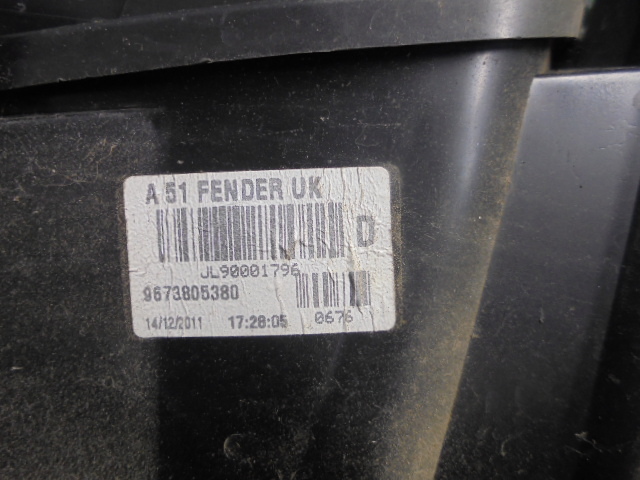 A 51 FENDER UK
D
JL90001796
9673805380
14/12/2011 17:28:05 0676